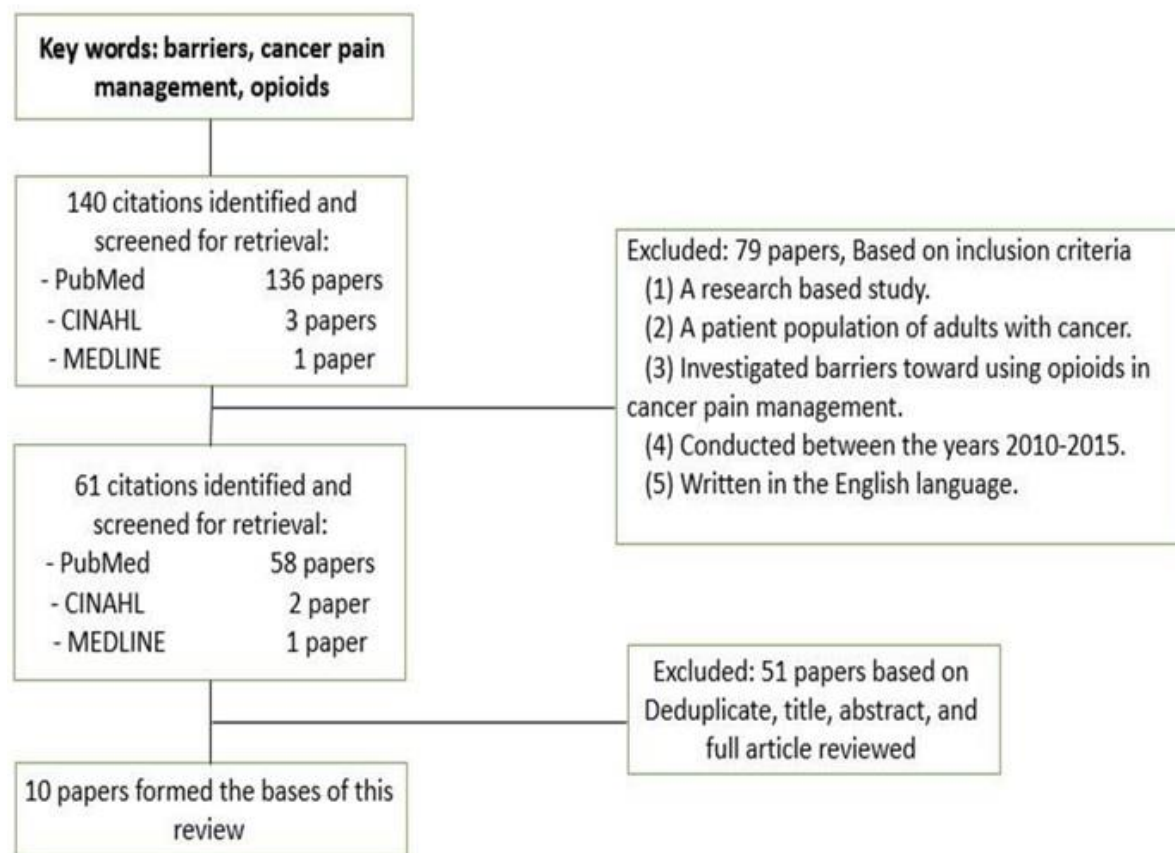 Key words: barriers, cancer pain
management, opioids
140 citations identified and
screened for retrieval:
- PubMed 136 papers
- CINAHL 3 papers
- MEDLINE 1 paper
Excluded: 79 papers, Based on inclusion criteria
(1) A research based study.
(2) A patient population of adults with cancer.
(3) Investigated barriers toward using opioids in
cancer pain management.
(4) Conducted between the years 2010-2015.
(5) Written in the English language.
61 citations identified and
screened for retrieval:
- PubMed 58 papers
- CINAHL 2 paper
- MEDLINE 1 paper
Excluded: 51 papers based on
Deduplicate, title, abstract, and
full article reviewed
10 papers formed the bases of this
review